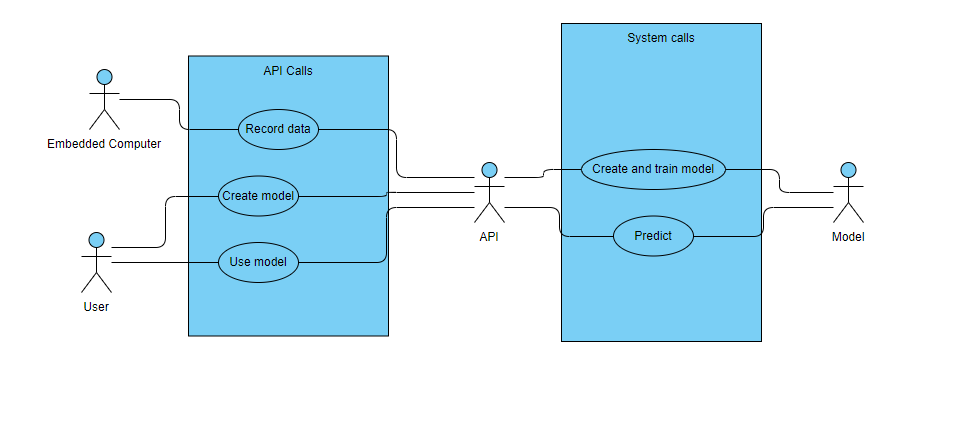 System calls
API Calls
Record data
Embedded Computer
Create and train model
Create model
API
Predict
Model
Use model
User